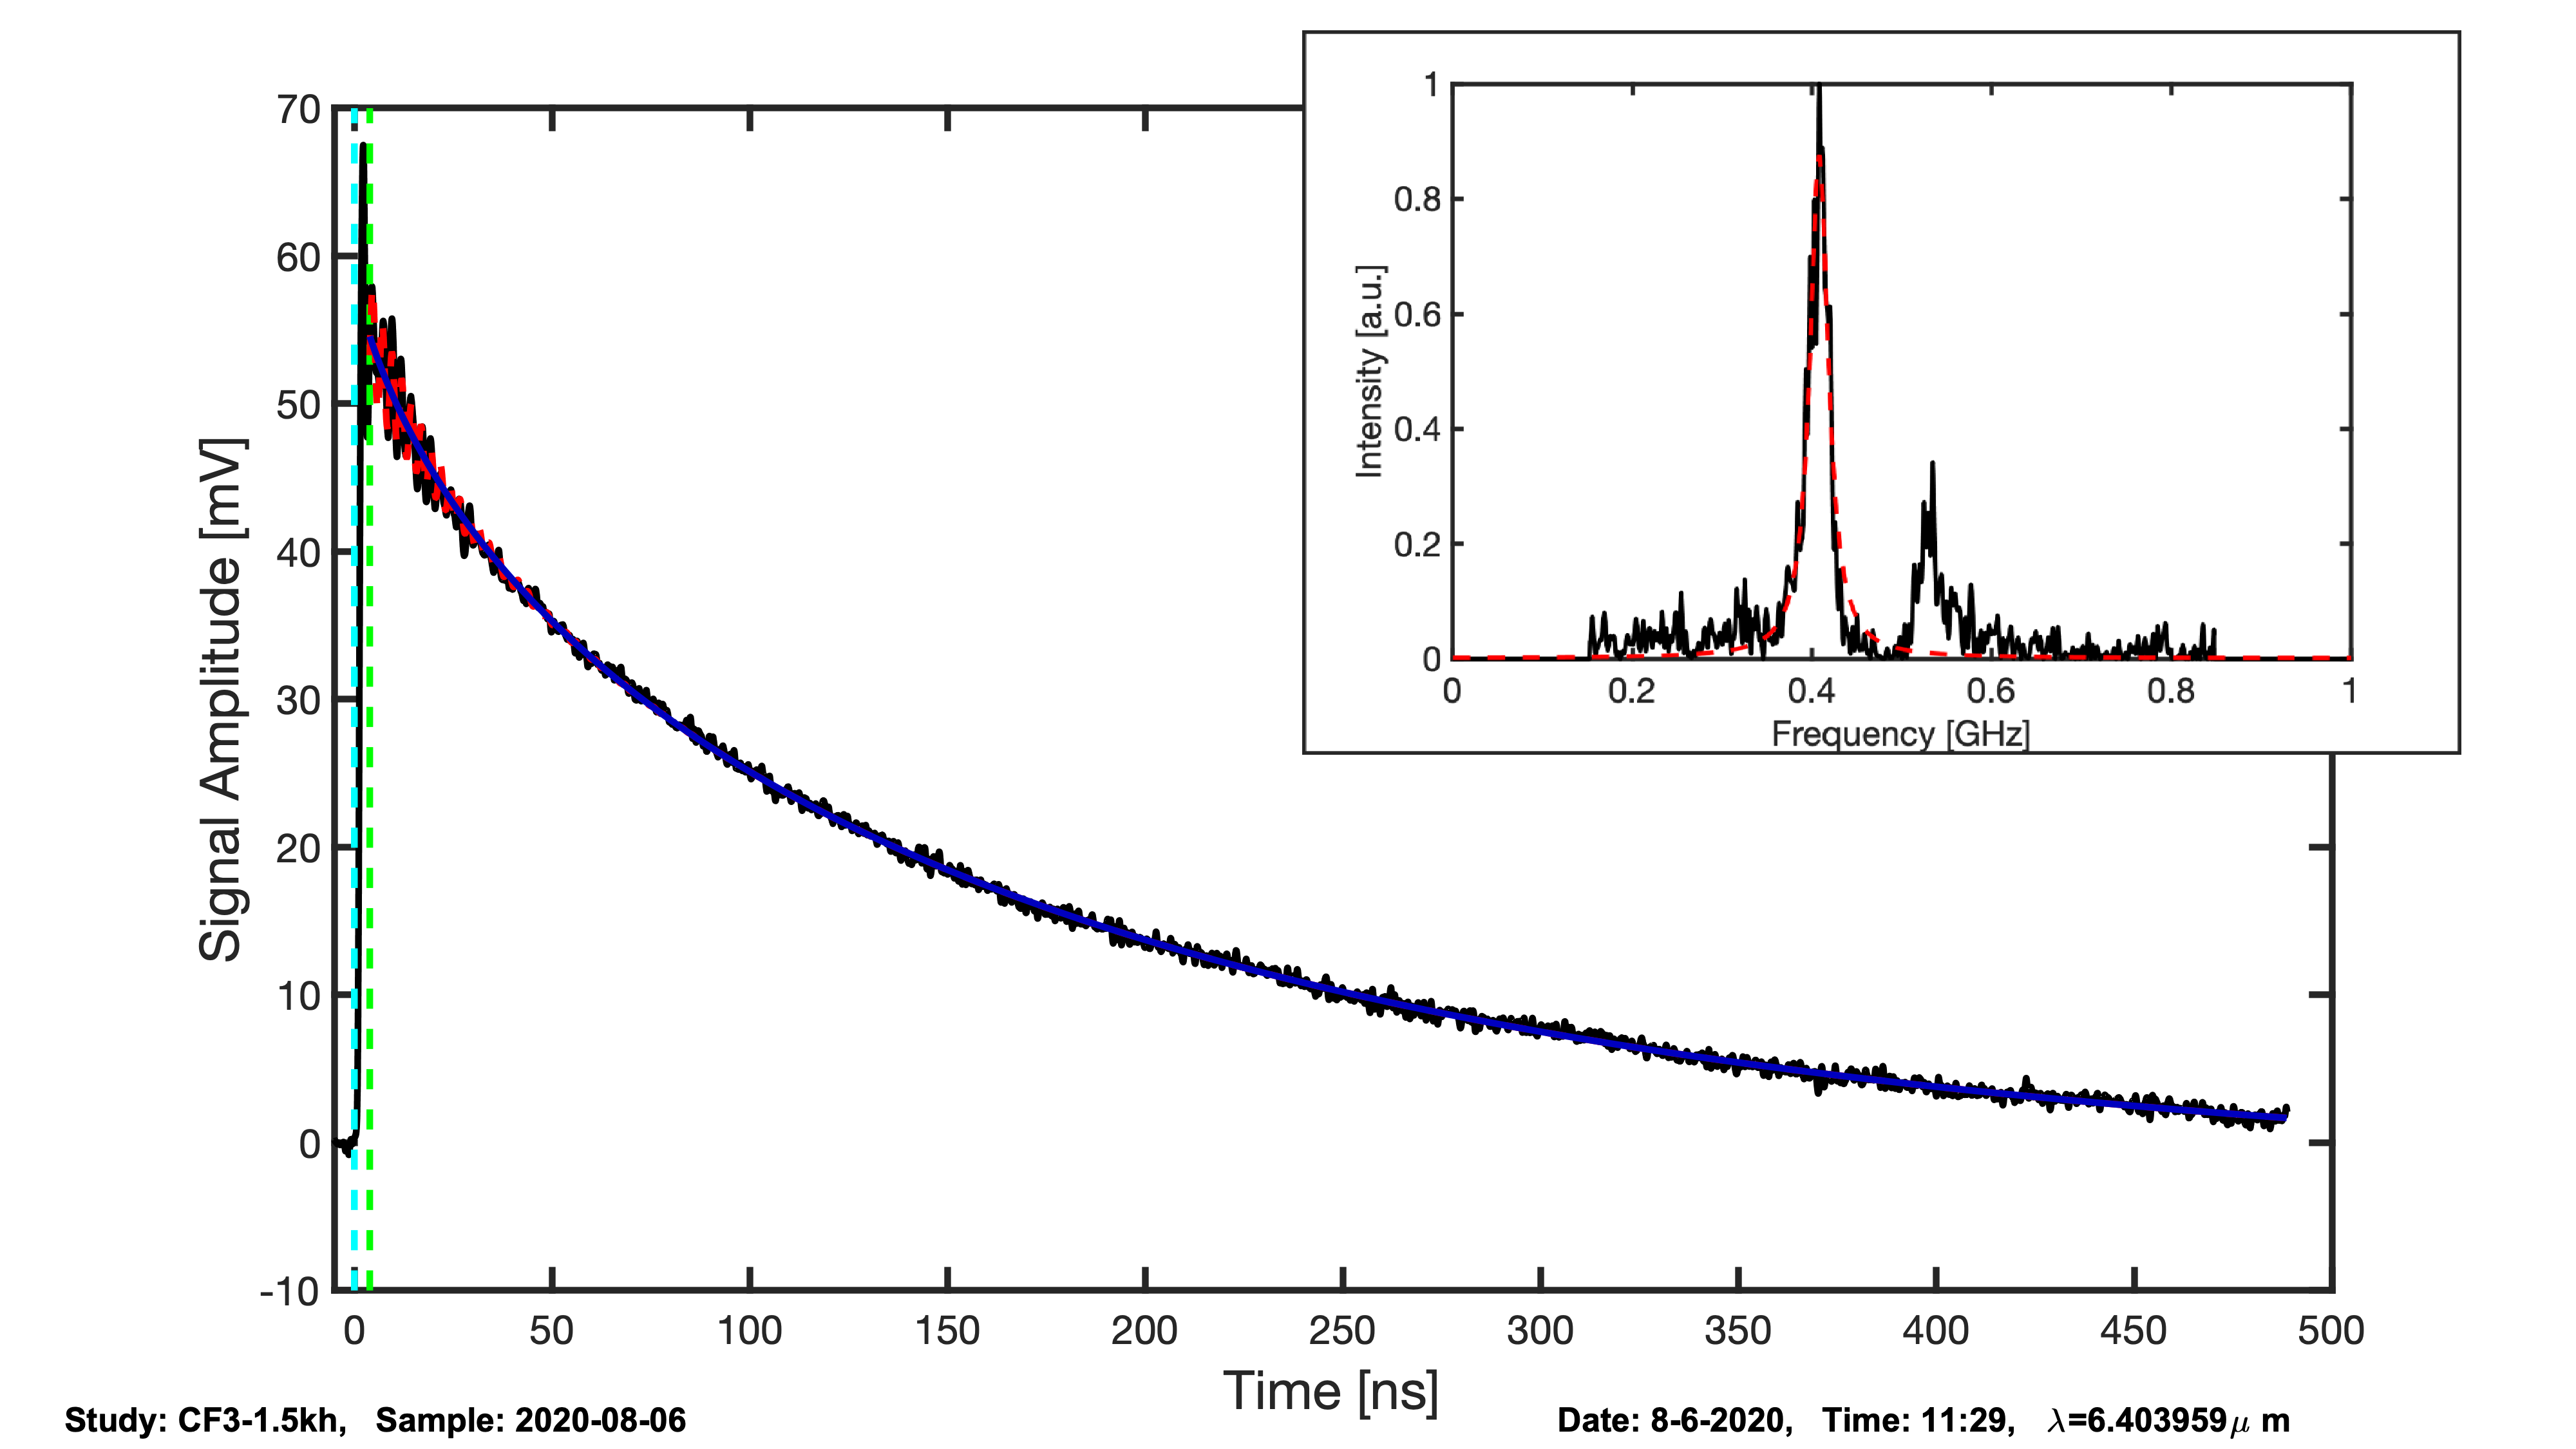 1
0.8
0.6
0.4
0.2
0
Intensity [a.u.]
0 0.2 0.4 0.6 0.8 1
Frequency [GHz]
70
60
50
40
30
20
10
0
-10
Signal Amplitude [mV]
0 50 100 150 200 250 300 350 400 450 500
Time [ns]
Study: CF3-1.5kh, Sample: 2020-08-06
Date: 8-6-2020, Time: 11:29, λ=6.403959μ m